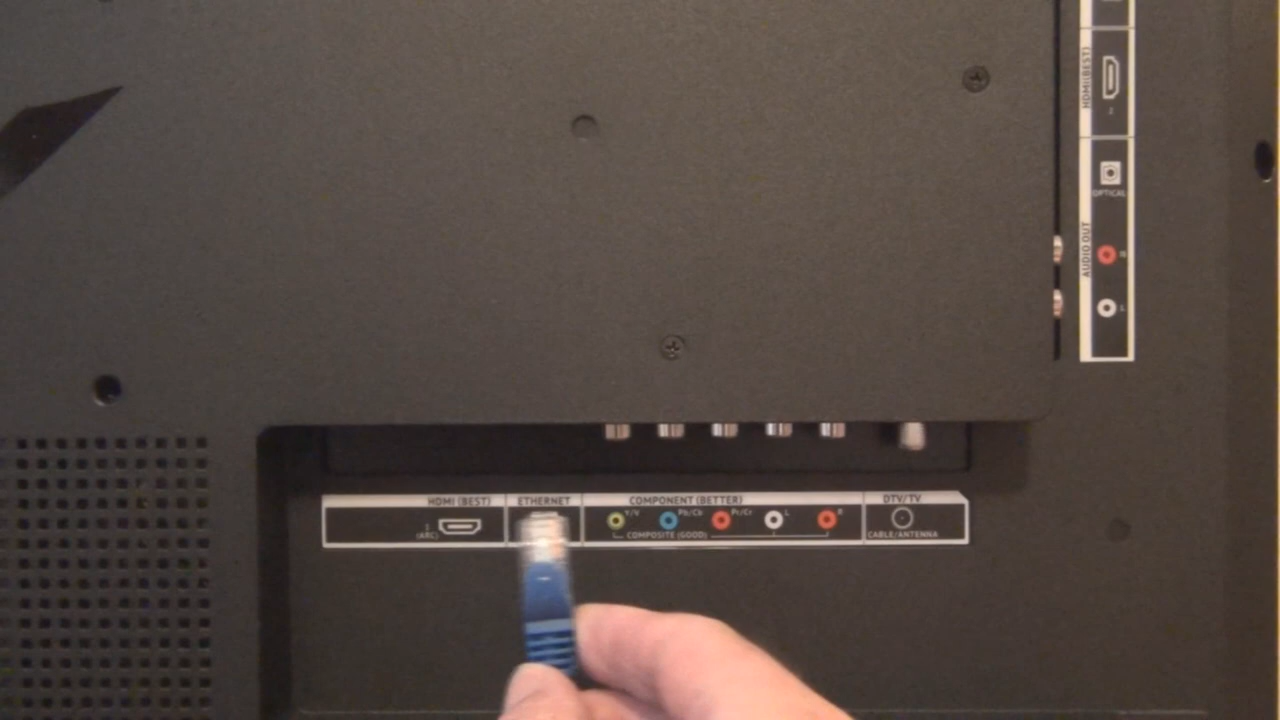 HDMI(BEST)
2
OPTICAL
AUDIO OUT
R
L
HDMI (BEST)
1
(ARC)
ETHERNET
COMPONENT (BETTER)
Y/V
Pb/Cb
Pr/Cr
L
R
COMPOSITE (GOOD)
DTV/TV
CABLE/ANTENNA